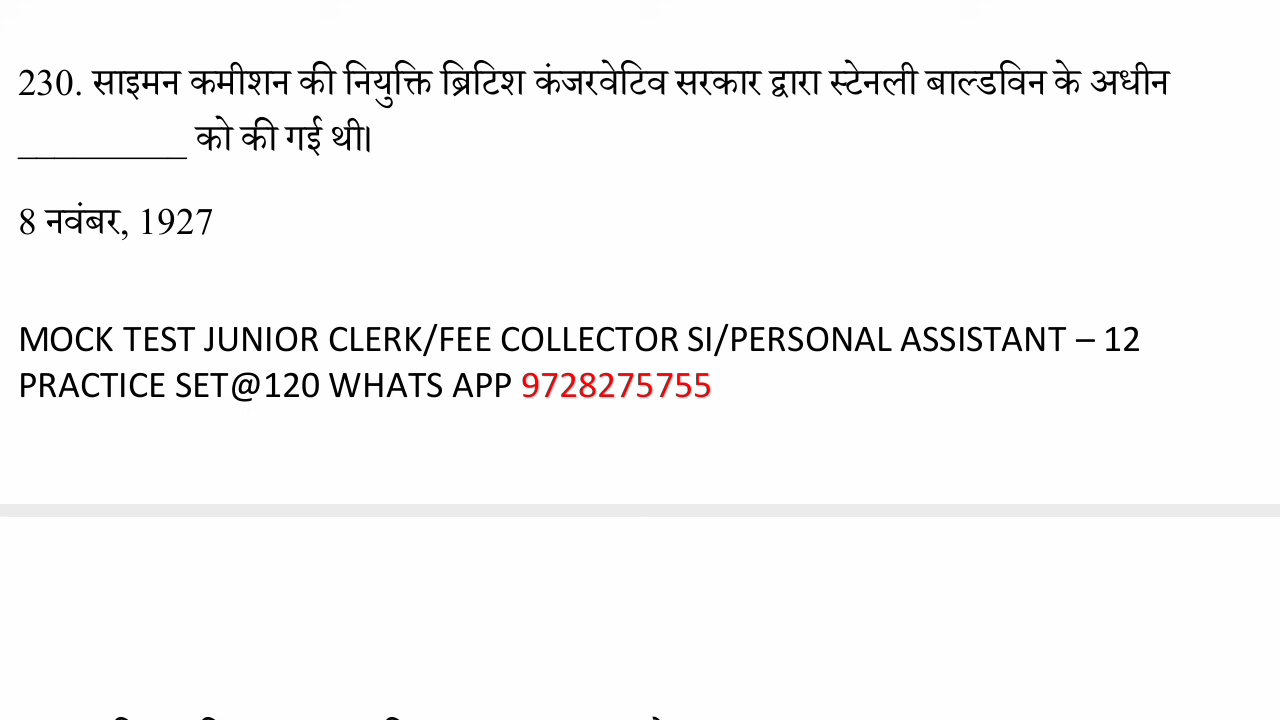 230. साइमन कमीशन की नियुक्ति ब्रिटिश कंजरवेटिव सरकार द्वारा स्टेनली बाल्डविन के अधीन
_________ को की गई थी।
8 नवंबर, 1927
MOCK TEST JUNIOR CLERK/FEE COLLECTOR SI/PERSONAL ASSISTANT – 12
PRACTICE SET@120 WHATS APP 9728275755